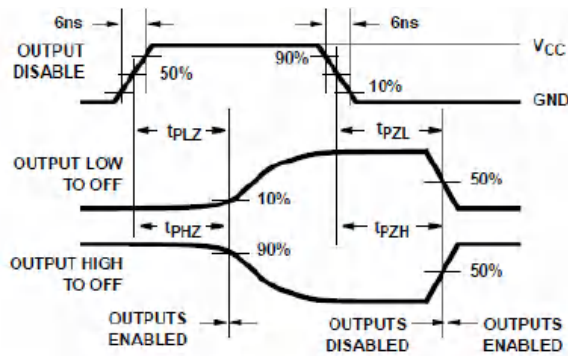 6ns
6ns
OUTPUT
DISABLE
90%
50%
10%
VCC
GND
tPLZ
tPZL
OUTPUT LOW
TO OFF
10%
50%
tPHZ
tPZH
OUTPUT HIGH
TO OFF
90%
50%
OUTPUTS
ENABLED
OUTPUTS
DISABLED
OUTPUTS
ENABLED